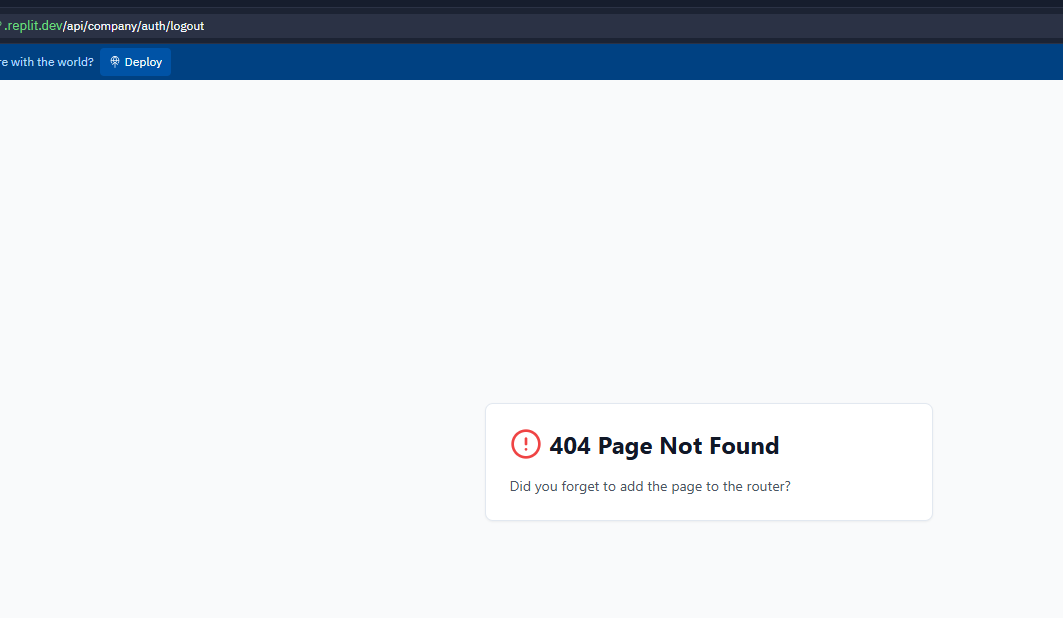 .replit.dev/api/company/auth/logout
re with the world? Deploy
404 Page Not Found
Did you forget to add the page to the router?